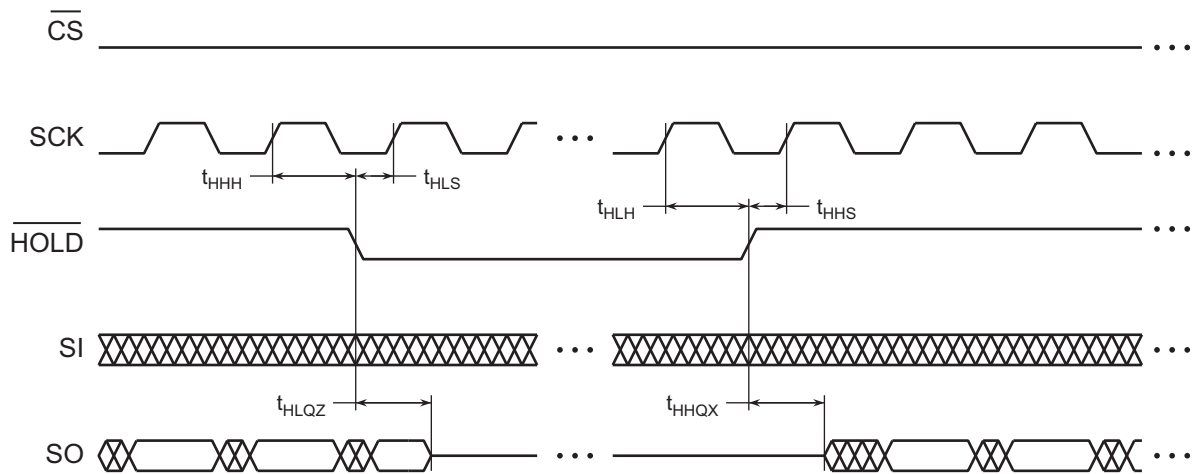 CS
SCK
tHHH
tHLS
tHLH
tHHS
HOLD
SI
tHLQZ
tHHQX
SO